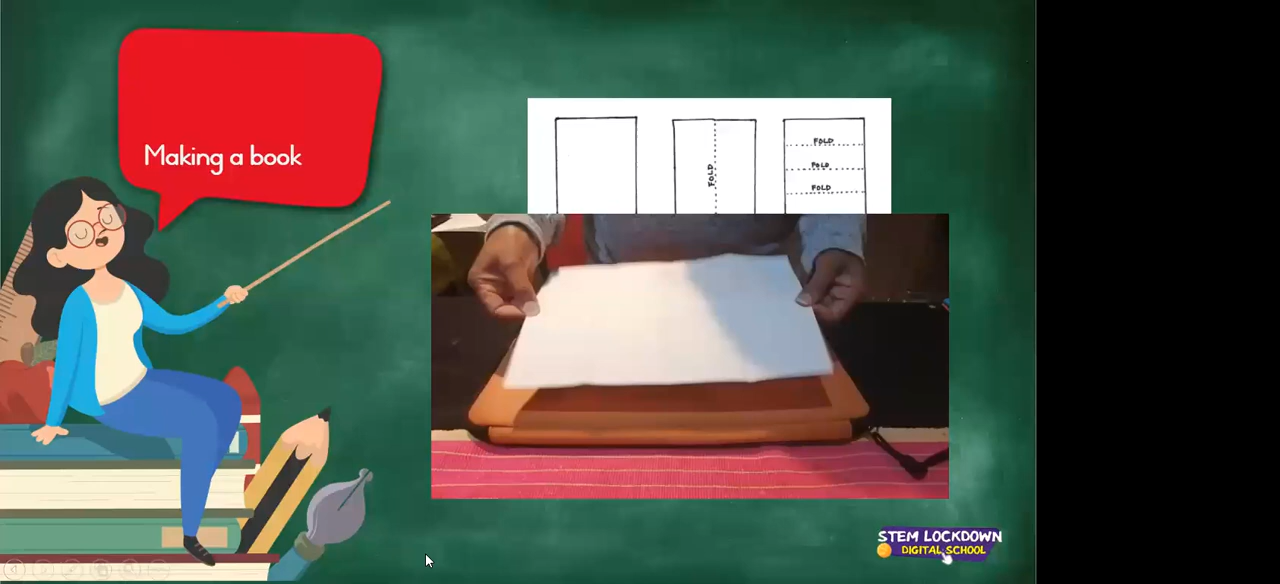 Making a book
FOLD
FOLD
FOLD
FOLD
STEM LOCKDOWN
DIGITAL SCHOOL